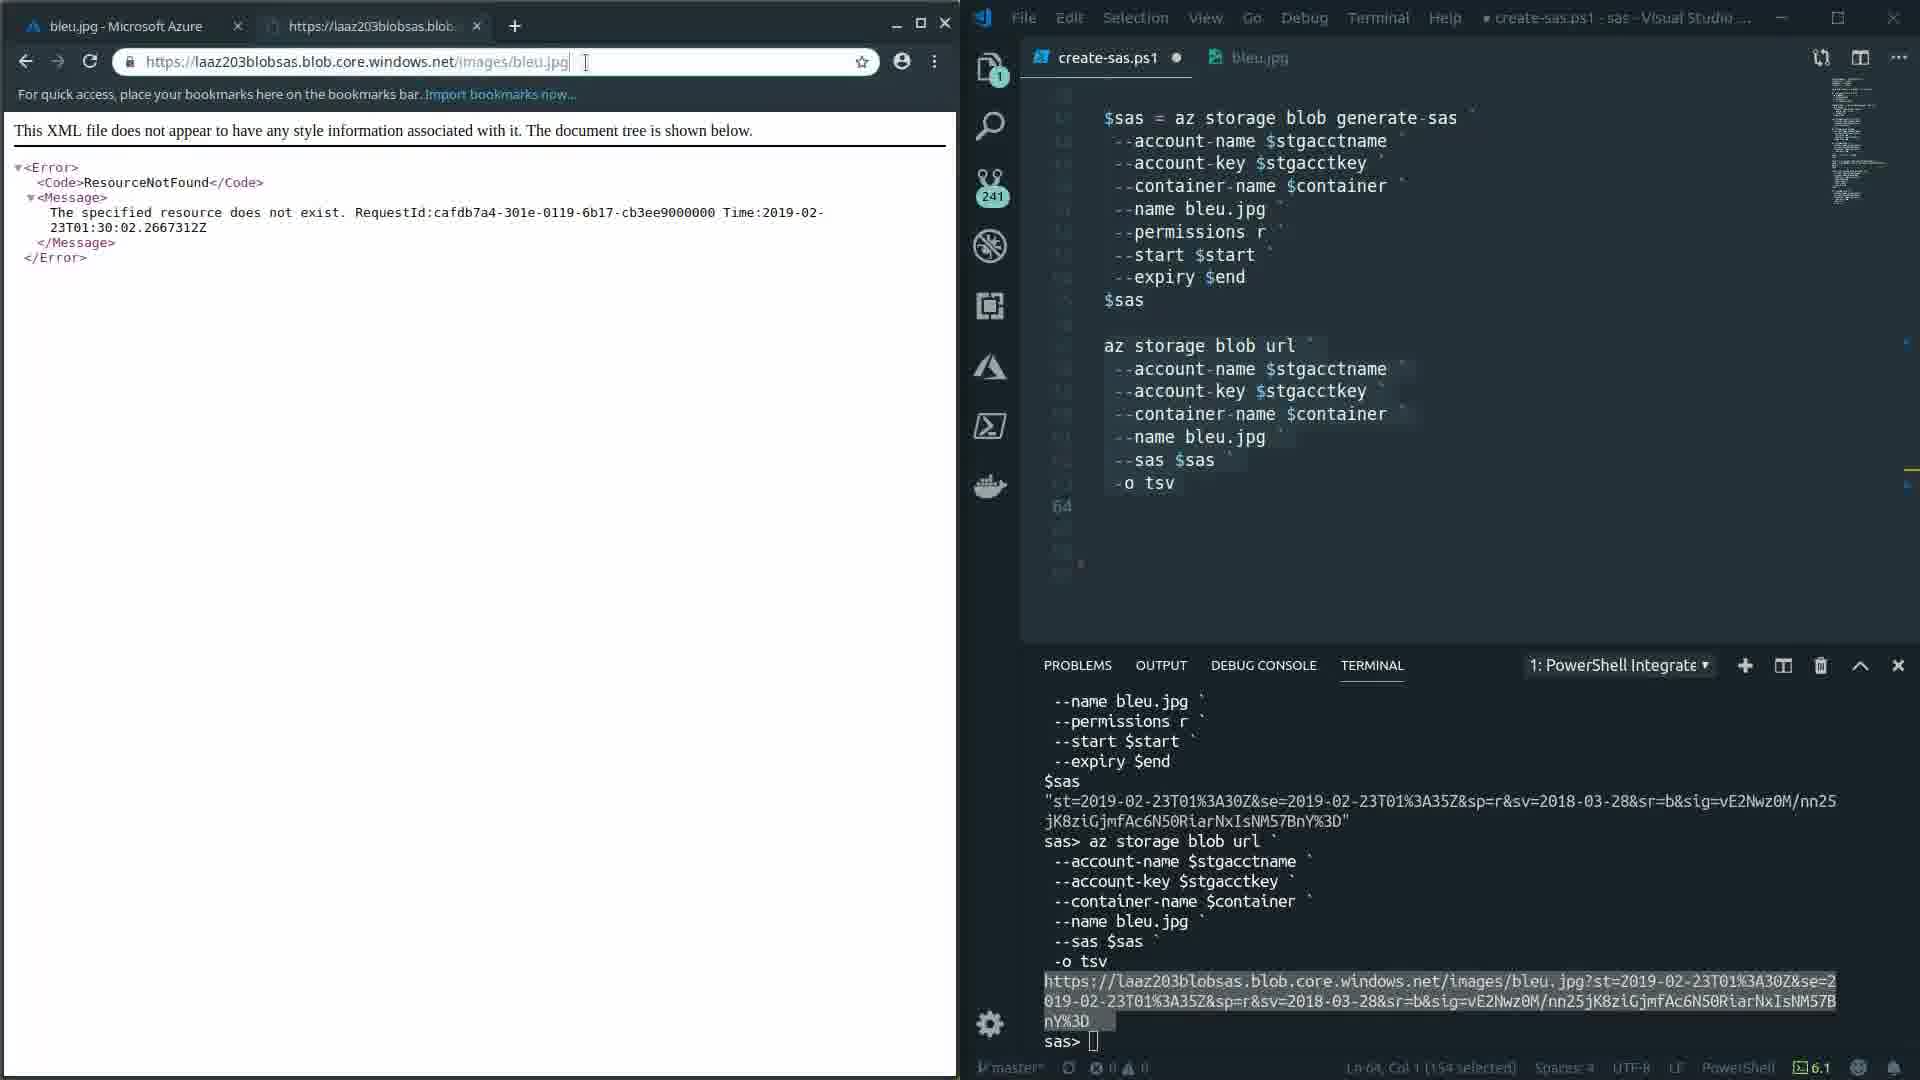 bleu.jpg - Microsoft Azure
https://laaz203blobsas.blob.
https://laaz203blobsas.blob.core.windows.net/images/bleu.jpg
For quick access, place your bookmarks here on the bookmarks bar. Import bookmarks now...
This XML file does not appear to have any style information associated with it. The document tree is shown below.
<Error>
<Code>ResourceNotFound</Code>
<Message>
The specified resource does not exist. RequestId:cafdb7a4-301e-0119-6b17-cb3ee9000000 Time:2019-02-
23T01:30:02.2667312Z
</Message>
</Error>
File Edit Selection View Go Debug Terminal Help
● create-sas.ps1 - sas - Visual Studio ...
create-sas.ps1 ●
bleu.jpg
1
241
$sas = az storage blob generate-sas `
--account-name $stgacctname `
--account-key $stgacctkey `
--container-name $container `
--name bleu.jpg `
--permissions r `
--start $start `
--expiry $end
$sas
az storage blob url `
--account-name $stgacctname `
--account-key $stgacctkey `
--container-name $container `
--name bleu.jpg `
--sas $sas `
-o tsv
64
PROBLEMS OUTPUT DEBUG CONSOLE TERMINAL
1: PowerShell Integrate
--name bleu.jpg `
--permissions r `
--start $start `
--expiry $end
$sas
"st=2019-02-23T01%3A30Z&se=2019-02-23T01%3A35Z&sp=r&sv=2018-03-28&sr=b&sig=vE2Nwz0M/nn25
jK8ziGjmfAc6N50RiarNxIsNM57BnY%3D"
sas> az storage blob url `
--account-name $stgacctname `
--account-key $stgacctkey `
--container-name $container `
--name bleu.jpg `
--sas $sas `
-o tsv
https://laaz203blobsas.blob.core.windows.net/images/bleu.jpg?st=2019-02-23T01%3A30Z&se=2
019-02-23T01%3A35Z&sp=r&sv=2018-03-28&sr=b&sig=vE2Nwz0M/nn25jK8ziGjmfAc6N50RiarNxIsNM57B
nY%3D
sas>
master* 0 0
Ln 64, Col 1 (154 selected) Spaces: 4 UTF-8 LF PowerShell 6.1